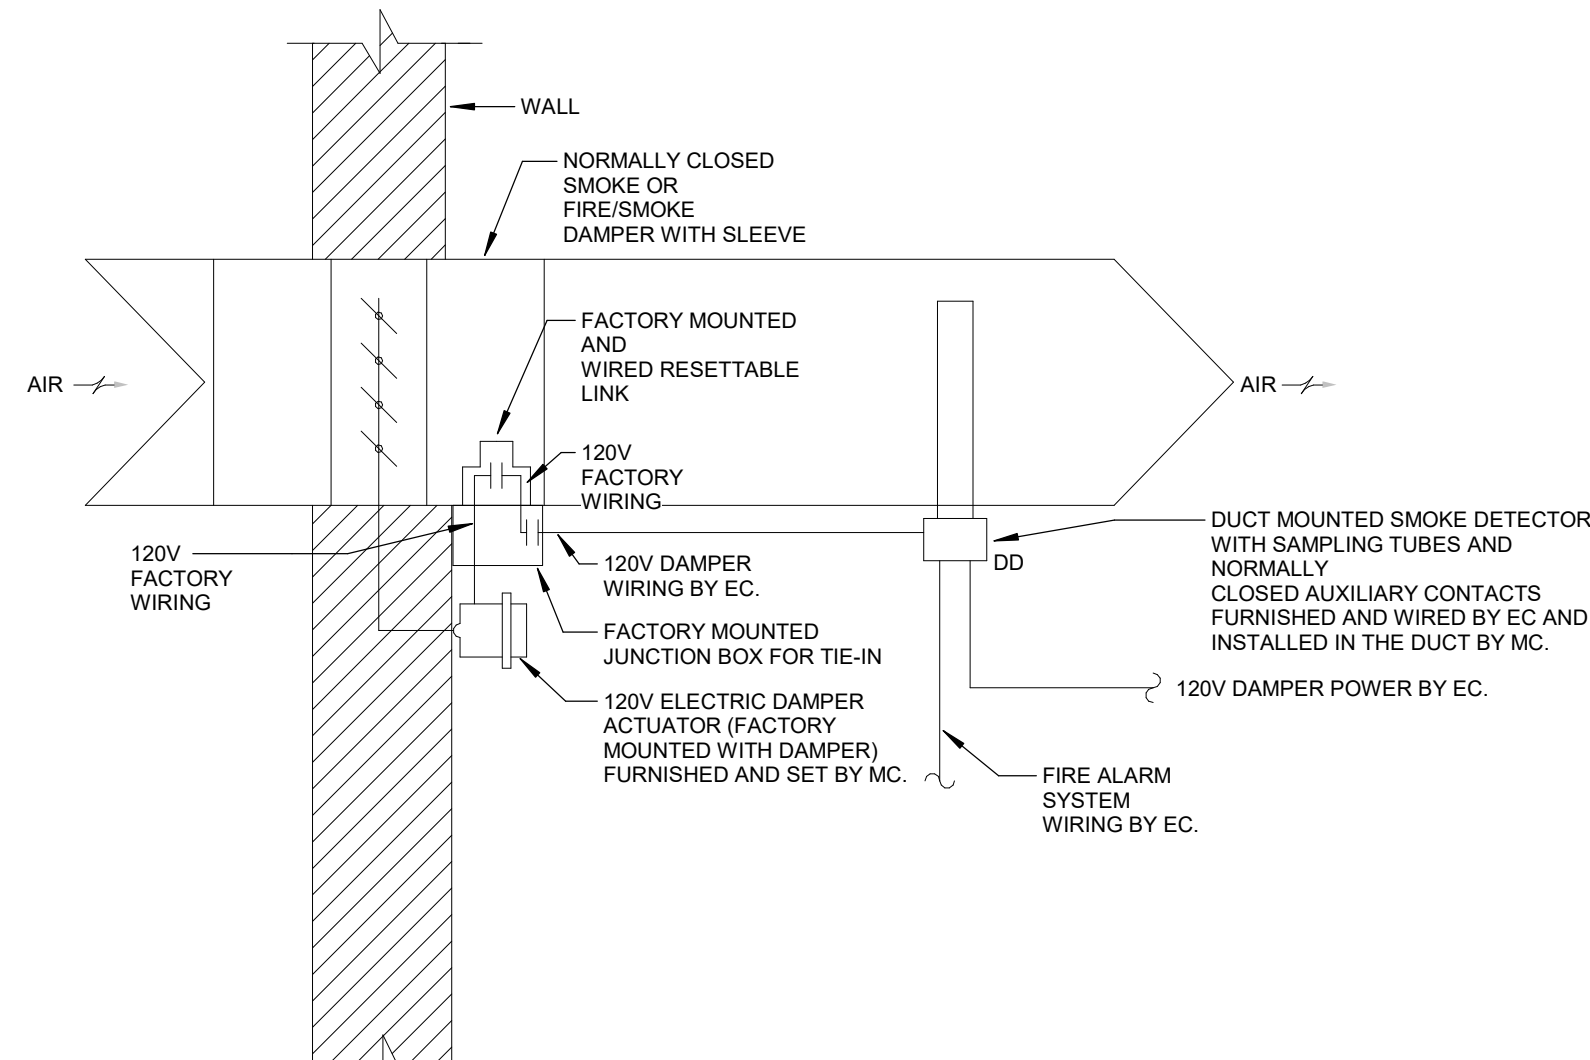 WALL
NORMALLY CLOSED
SMOKE OR
FIRE/SMOKE
DAMPER WITH SLEEVE
FACTORY MOUNTED
AND
WIRED RESETTABLE
LINK
AIR
AIR
120V
FACTORY
WIRING
DUCT MOUNTED SMOKE DETECTOR
WITH SAMPLING TUBES AND
NORMALLY
CLOSED AUXILIARY CONTACTS
FURNISHED AND WIRED BY EC AND
INSTALLED IN THE DUCT BY MC.
120V
FACTORY
WIRING
120V DAMPER
WIRING BY EC.
DD
FACTORY MOUNTED
JUNCTION BOX FOR TIE-IN
120V DAMPER POWER BY EC.
120V ELECTRIC DAMPER
ACTUATOR (FACTORY
MOUNTED WITH DAMPER)
FURNISHED AND SET BY MC.
FIRE ALARM
SYSTEM
WIRING BY EC.